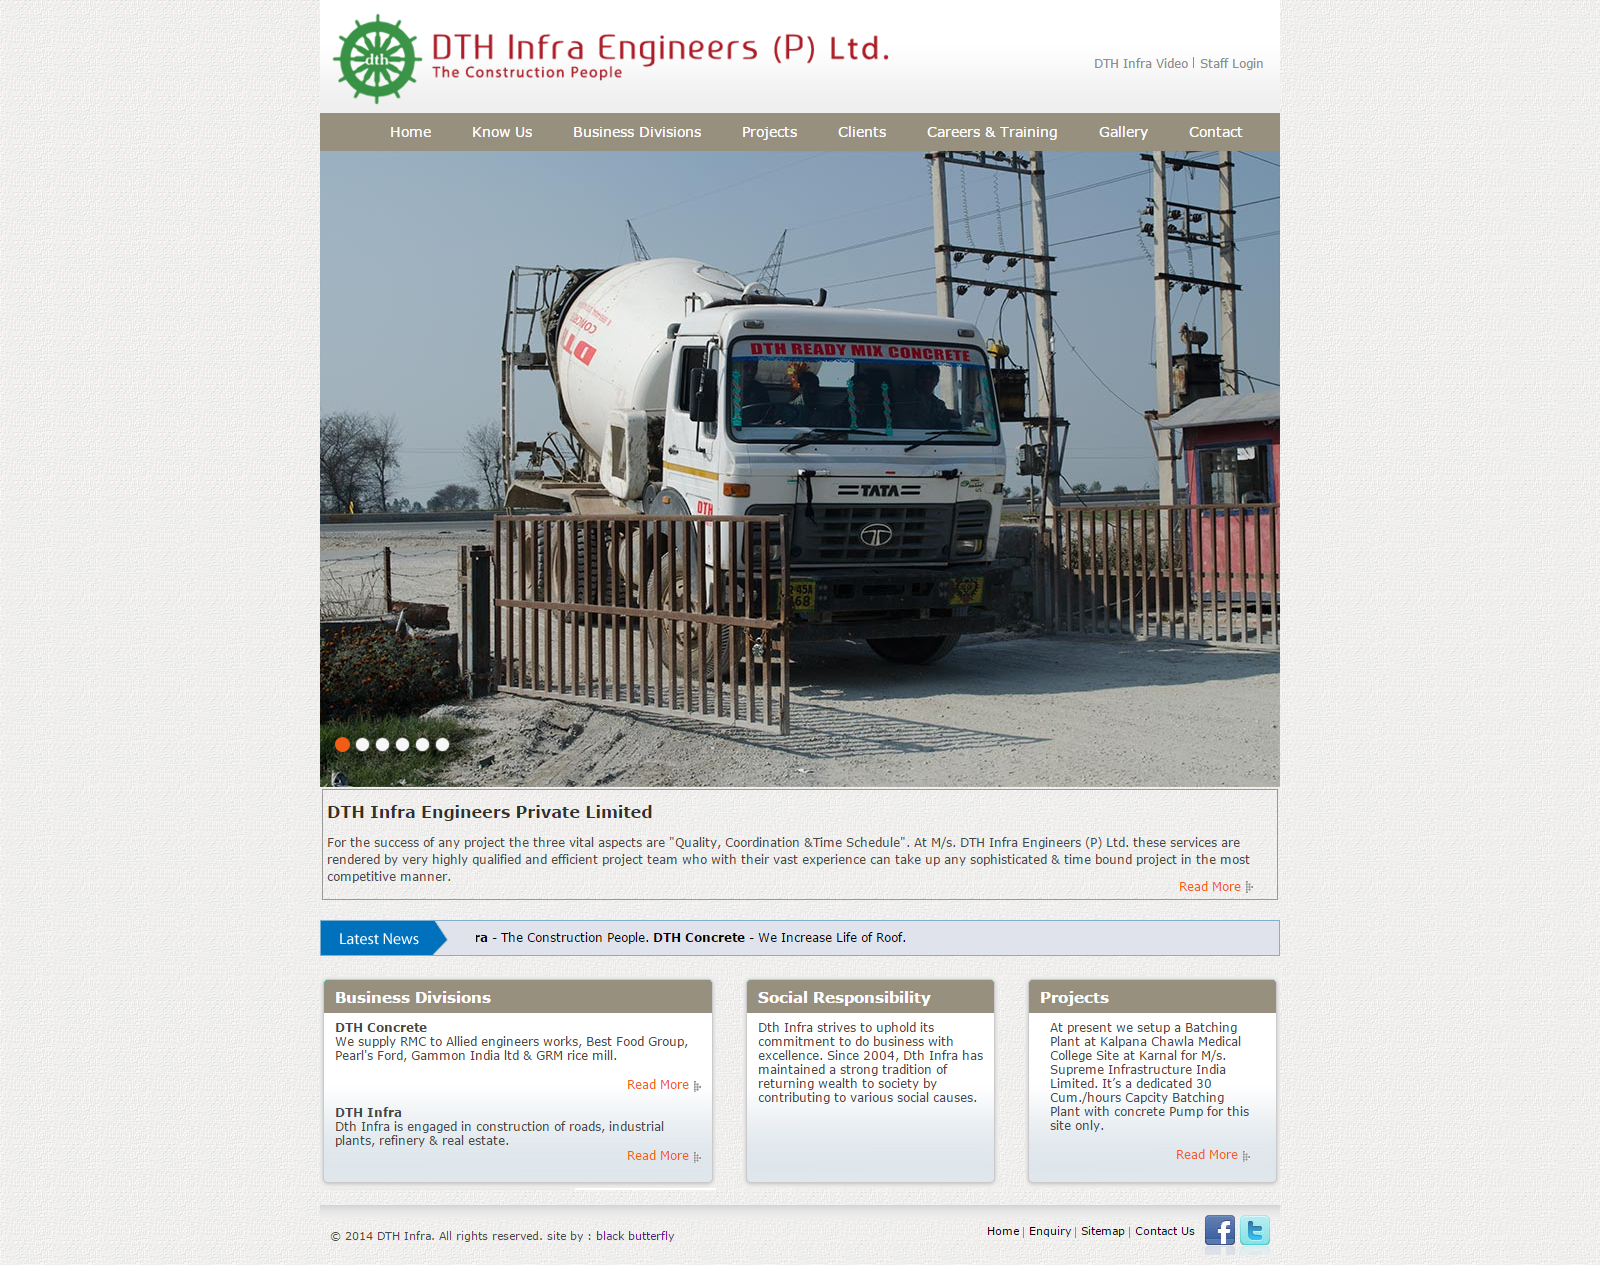 dth
DTH Infra Engineers (P) Ltd.
The Construction People
DTH Infra Video | Staff Login
Home Know Us Business Divisions Projects Clients Careers & Training Gallery Contact
DTH
CONCRE
DTH READY MIX CONCRETE
TATA
DTH
DTH Infra Engineers Private Limited
For the success of any project the three vital aspects are "Quality, Coordination &Time Schedule". At M/s. DTH Infra Engineers (P) Ltd. these services are
rendered by very highly qualified and efficient project team who with their vast experience can take up any sophisticated & time bound project in the most
competitive manner.
Read More
Latest News
ra - The Construction People. DTH Concrete - We Increase Life of Roof.
Business Divisions
DTH Concrete
We supply RMC to Allied engineers works, Best Food Group,
Pearl's Ford, Gammon India ltd & GRM rice mill.
Read More
DTH Infra
Dth Infra is engaged in construction of roads, industrial
plants, refinery & real estate.
Read More
Social Responsibility
Dth Infra strives to uphold its
commitment to do business with
excellence. Since 2004, Dth Infra has
maintained a strong tradition of
returning wealth to society by
contributing to various social causes.
Projects
At present we setup a Batching
Plant at Kalpana Chawla Medical
College Site at Karnal for M/s.
Supreme Infrastructure India
Limited. It’s a dedicated 30
Cum./hours Capcity Batching
Plant with concrete Pump for this
site only.
Read More
© 2014 DTH Infra. All rights reserved. site by : black butterfly
Home | Enquiry | Sitemap | Contact Us